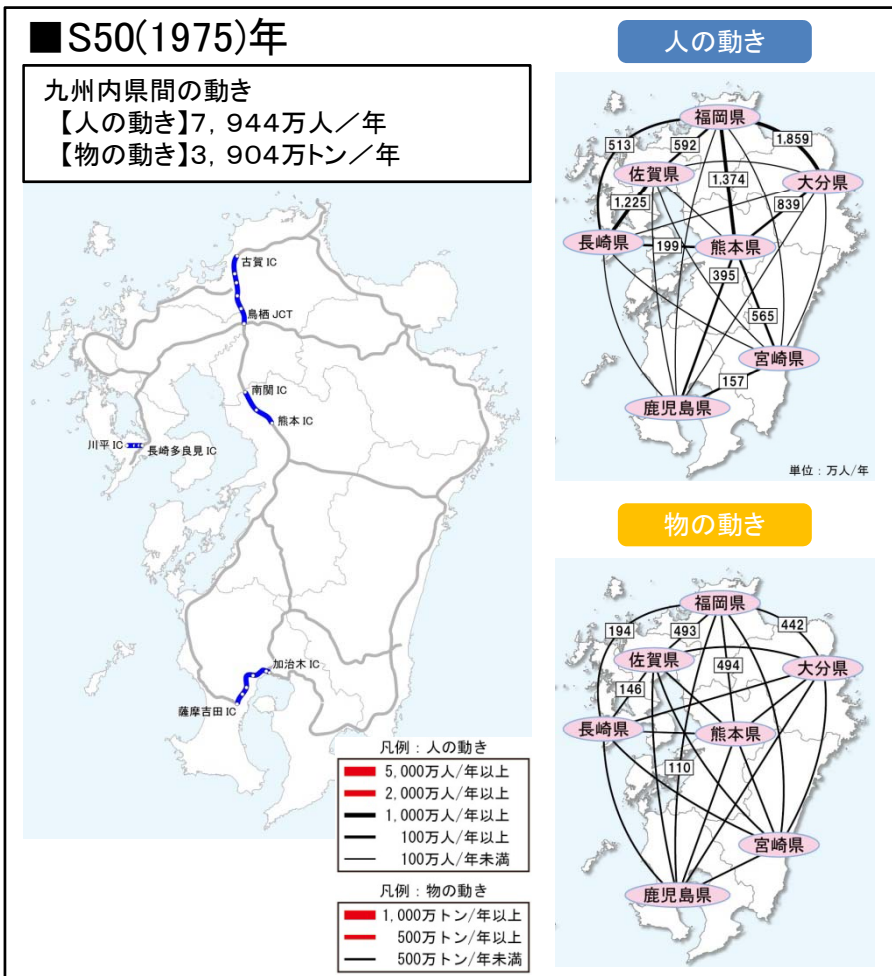 ■S50(1975)年
九州内県間の動き
【人の動き】7,944万人／年
【物の動き】3,904万トン／年
古賀 IC
鳥栖 JCT
南関 IC
熊本 IC
川平 IC
長崎多良見 IC
加治木 IC
薩摩吉田 IC
凡例：人の動き
5,000万人/年以上
2,000万人/年以上
1,000万人/年以上
100万人/年以上
100万人/年未満
凡例：物の動き
1,000万トン/年以上
500万トン/年以上
500万トン/年未満
人の動き
福岡県
513
592
1,859
佐賀県
1,374
大分県
1,225
839
長崎県
199
熊本県
395
565
宮崎県
157
鹿児島県
単位：万人/年
物の動き
福岡県
194
493
442
佐賀県
494
大分県
146
長崎県
熊本県
110
宮崎県
鹿児島県